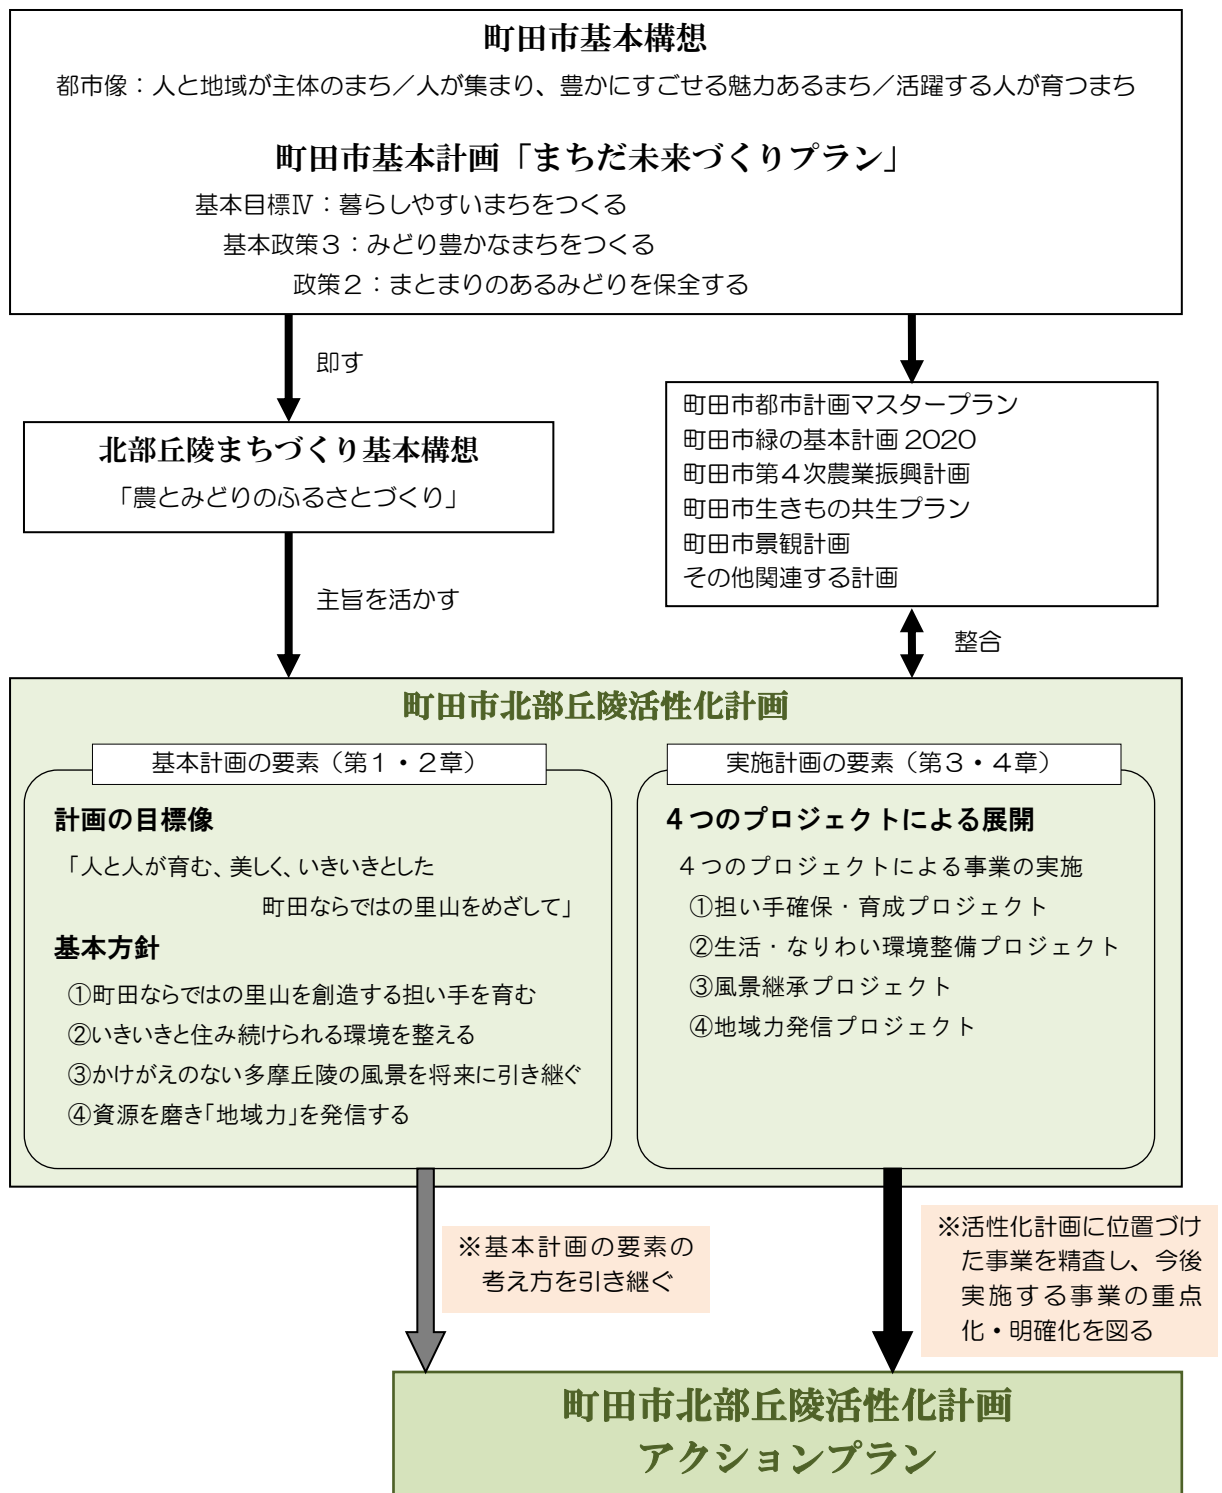 町田市基本構想
都市像：人と地域が主体のまち／人が集まり、豊かにすごせる魅力あるまち／活躍する人が育つまち
町田市基本計画「まちだ未来づくりプラン」
基本目標Ⅳ：暮らしやすいまちをつくる
基本政策３：みどり豊かなまちをつくる
政策２：まとまりのあるみどりを保全する
即す
北部丘陵まちづくり基本構想
「農とみどりのふるさとづくり」
主旨を活かす
町田市都市計画マスタープラン
町田市緑の基本計画 2020
町田市第４次農業振興計画
町田市生きもの共生プラン
町田市景観計画
その他関連する計画
整合
町田市北部丘陵活性化計画
基本計画の要素（第１・２章）
計画の目標像
「人と人が育む、美しく、いきいきとした
町田ならではの里山をめざして」
基本方針
①町田ならではの里山を創造する担い手を育む
②いきいきと住み続けられる環境を整える
③かけがえのない多摩丘陵の風景を将来に引き継ぐ
④資源を磨き「地域力」を発信する
実施計画の要素（第３・４章）
４つのプロジェクトによる展開
４つのプロジェクトによる事業の実施
①担い手確保・育成プロジェクト
②生活・なりわい環境整備プロジェクト
③風景継承プロジェクト
④地域力発信プロジェクト
※基本計画の要素の
考え方を引き継ぐ
※活性化計画に位置づけ
た事業を精査し、今後
実施する事業の重点
化・明確化を図る
町田市北部丘陵活性化計画
アクションプラン